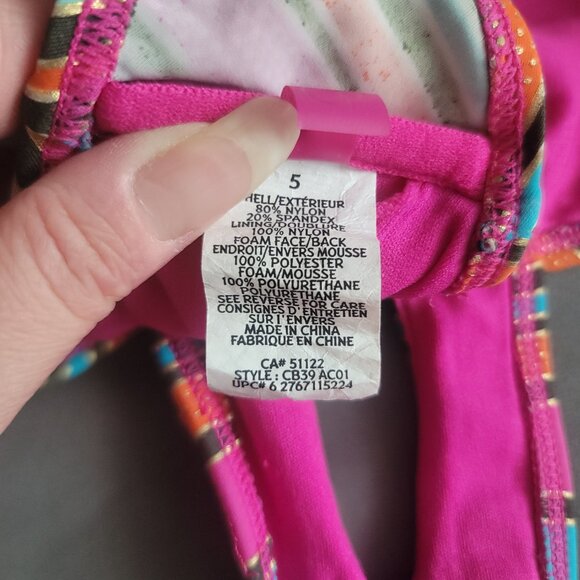 5
HELL/EXTÉRIEUR
80% NYLON
20% SPANDEX
LINING/DOUBLURE
100% NYLON
FOAM FACE/BACK
ENDROIT/ENVERS MOUSSE
100% POLYESTER
FOAM/MOUSSE
100% POLYURETHANE
POLYURÉTHANE
SEE REVERSE FOR CARE
CONSIGNES D'ENTRETIEN
SUR L'ENVERS
MADE IN CHINA
FABRIQUÉ EN CHINE
CA# 51122
STYLE : CB39 AC01
UPC# 6 2767115224